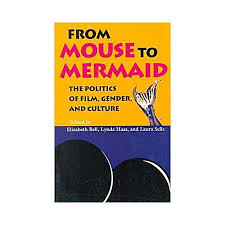 FROM
MOUSE TO
MERMAID
THE POLITICS
OF FILM, GENDER,
AND CULTURE
Edited by
Elizabeth Bell, Lynda Haas, and Laura Sells